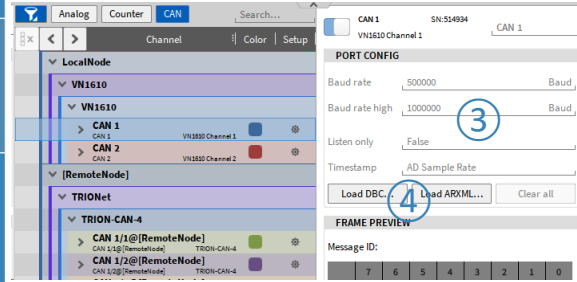 Analog Counter CAN Search...
Channel Color Setup
LocalNode
VN1610
VN1610
CAN 1
CAN 1 VN1610 Channel 1
CAN 2
CAN 2 VN1610 Channel 2
[RemoteNode]
TRIONet
TRION-CAN-4
CAN 1/1@[RemoteNode]
CAN 1/1@[RemoteNode] TRION-CAN-4
CAN 1/2@[RemoteNode]
CAN 1/2@[RemoteNode] TRION-CAN-4
CAN 1 SN:514934 CAN 1
VN1610 Channel
PORT CONFIG
Baud rate 500000 Baud
Baud rate high 1000000 Baud
3
Listen only False
Timestamp AD Sample Rate
Load DBC... Load ARXML... Clear all
4
FRAME PREVIEW
Message ID:
7 6 5 4 3 2 1 0